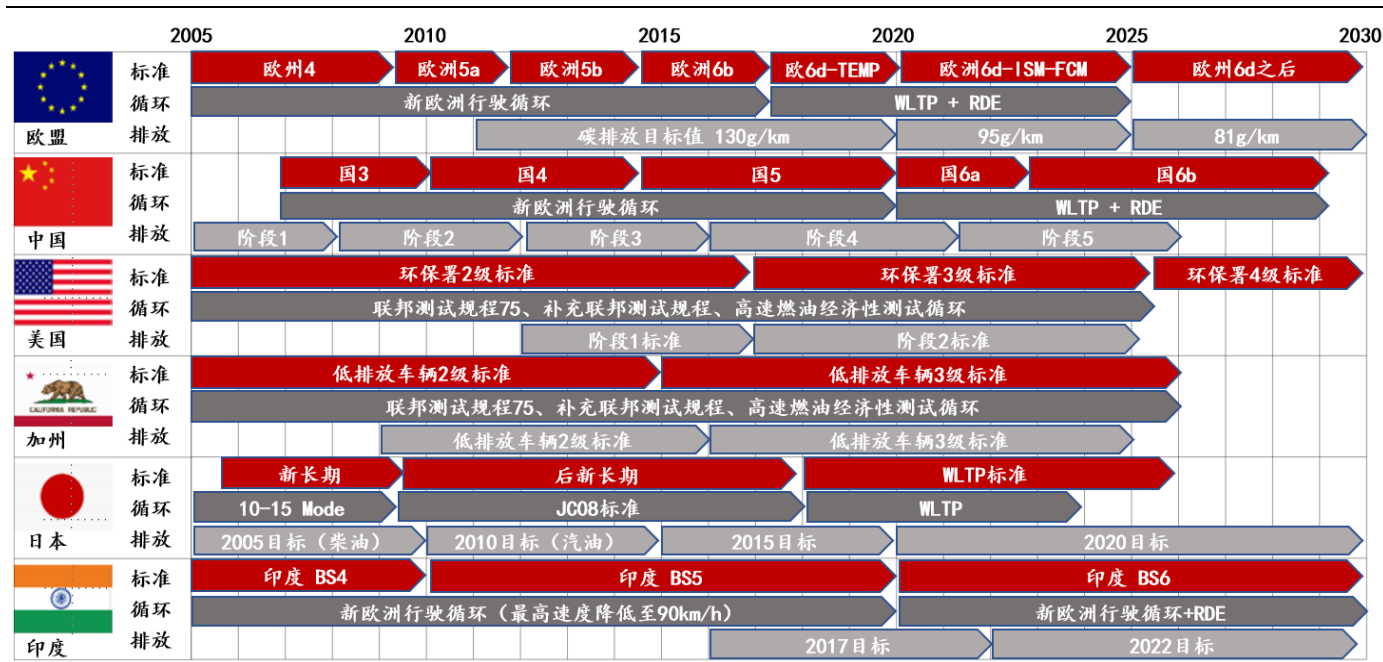 2005 2010 2015 2020 2025 2030
标准 欧州4 欧洲5a 欧洲5b 欧洲6b 欧6d-TEMP 欧洲6d-ISM-FCM 欧州6d之后
循环 新欧洲行驶循环 WLTP + RDE
欧盟 排放 碳排放目标值 130g/km 95g/km 81g/km
标准 国3 国4 国5 国6a 国6b
循环 新欧洲行驶循环 WLTP + RDE
中国 排放 阶段1 阶段2 阶段3 阶段4 阶段5
标准 环保署2级标准 环保署3级标准 环保署4级标准
循环 联邦测试规程75、补充联邦测试规程、高速燃油经济性测试循环
美国 排放 阶段1标准 阶段2标准
标准 低排放车辆2级标准 低排放车辆3级标准
CALIFORNIA REPUBLIC 循环 联邦测试规程75、补充联邦测试规程、高速燃油经济性测试循环
加州 排放 低排放车辆2级标准 低排放车辆3级标准
标准 新长期 后新长期 WLTP标准
循环 10-15 Mode JC08标准 WLTP
日本 排放 2005目标（柴油） 2010目标（汽油） 2015目标 2020目标
标准 印度 BS4 印度 BS5 印度 BS6
循环 新欧洲行驶循环（最高速度降低至90km/h） 新欧洲行驶循环+RDE
印度 排放 2017目标 2022目标